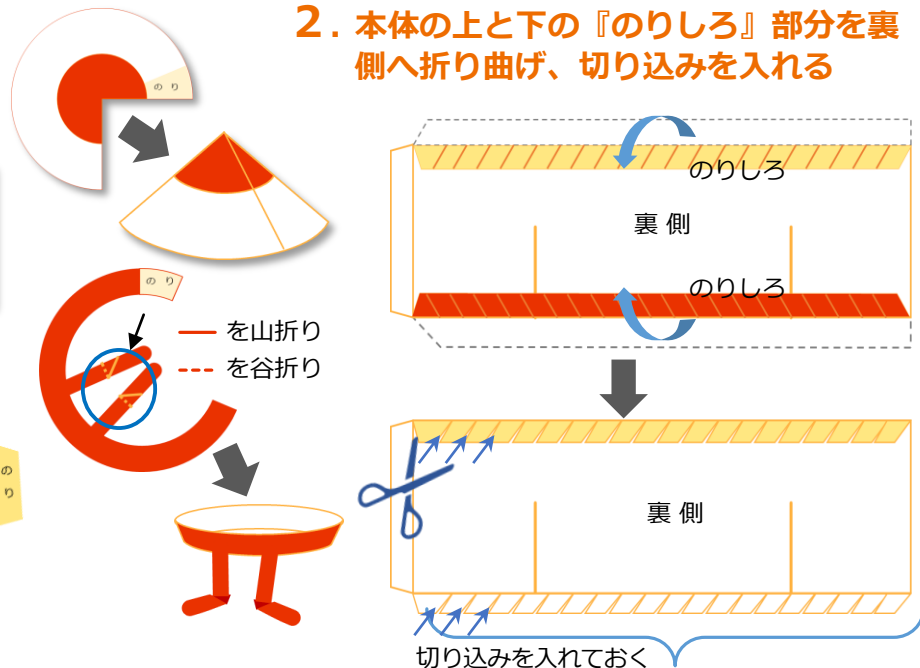 2. 本体の上と下の『のりしろ』部分を裏
側へ折り曲げ、切り込みを入れる
のり
のりしろ
裏 側
のりしろ
のり
を山折り
を谷折り
のり
裏 側
切り込みを入れておく